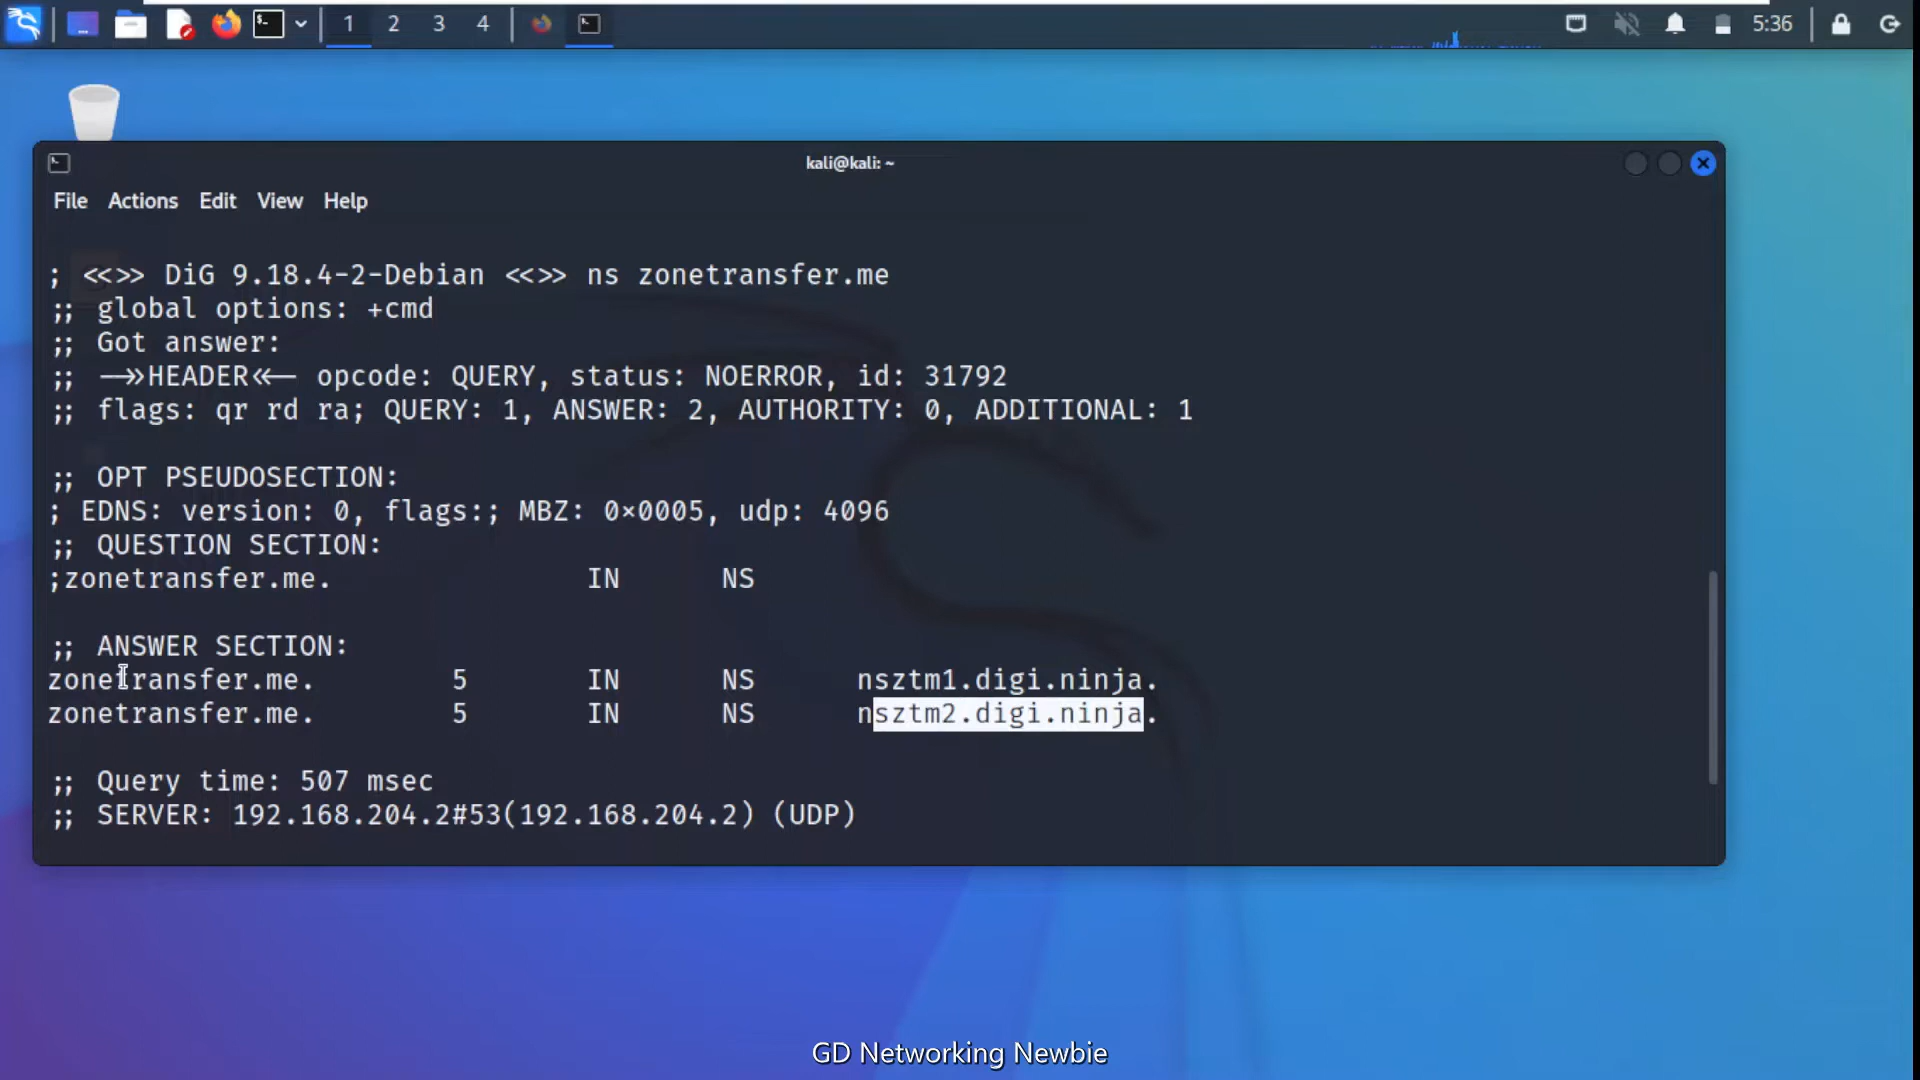 1 2 3 4 5:36
kali@kali: ~
File Actions Edit View Help
; <<>> DiG 9.18.4-2-Debian <<>> ns zonetransfer.me
;; global options: +cmd
;; Got answer:
;; ->>HEADER<<- opcode: QUERY, status: NOERROR, id: 31792
;; flags: qr rd ra; QUERY: 1, ANSWER: 2, AUTHORITY: 0, ADDITIONAL: 1
;; OPT PSEUDOSECTION:
; EDNS: version: 0, flags:; MBZ: 0x0005, udp: 4096
;; QUESTION SECTION:
;zonetransfer.me. IN NS
;; ANSWER SECTION:
zonetransfer.me. 5 IN NS nsztm1.digi.ninja.
zonetransfer.me. 5 IN NS nsztm2.digi.ninja.
;; Query time: 507 msec
;; SERVER: 192.168.204.2#53(192.168.204.2) (UDP)
GD Networking Newbie